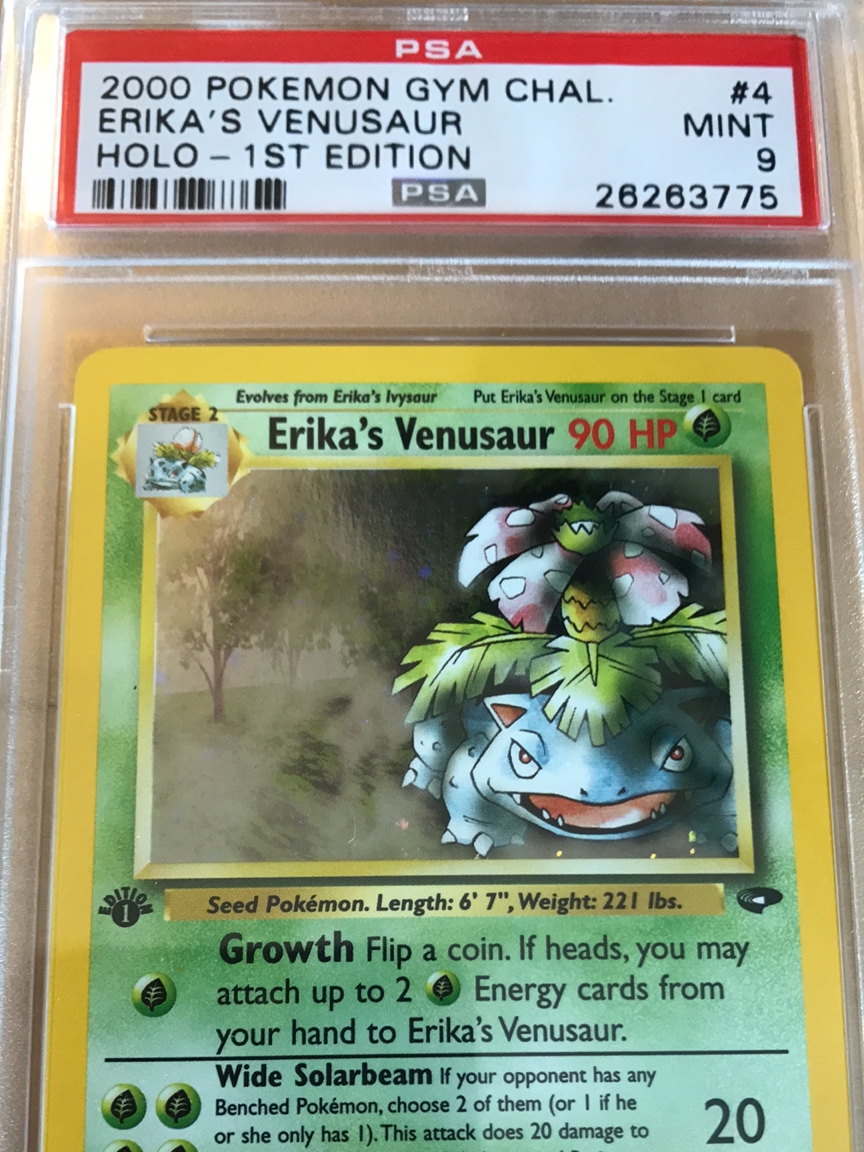 PSA
2000 POKEMON GYM CHAL. #4
ERIKA'S VENUSAUR MINT
HOLO – 1ST EDITION 9
PSA 26263775
Evolves from Erika's Ivysaur Put Erika's Venusaur on the Stage 1 card
STAGE 2
Erika's Venusaur 90 HP
EDITION 1
Seed Pokémon. Length: 6' 7", Weight: 221 lbs.
Growth Flip a coin. If heads, you may
attach up to 2 Energy cards from
your hand to Erika's Venusaur.
Wide Solarbeam If your opponent has any
Benched Pokémon, choose 2 of them (or 1 if he
or she only has 1). This attack does 20 damage to
20